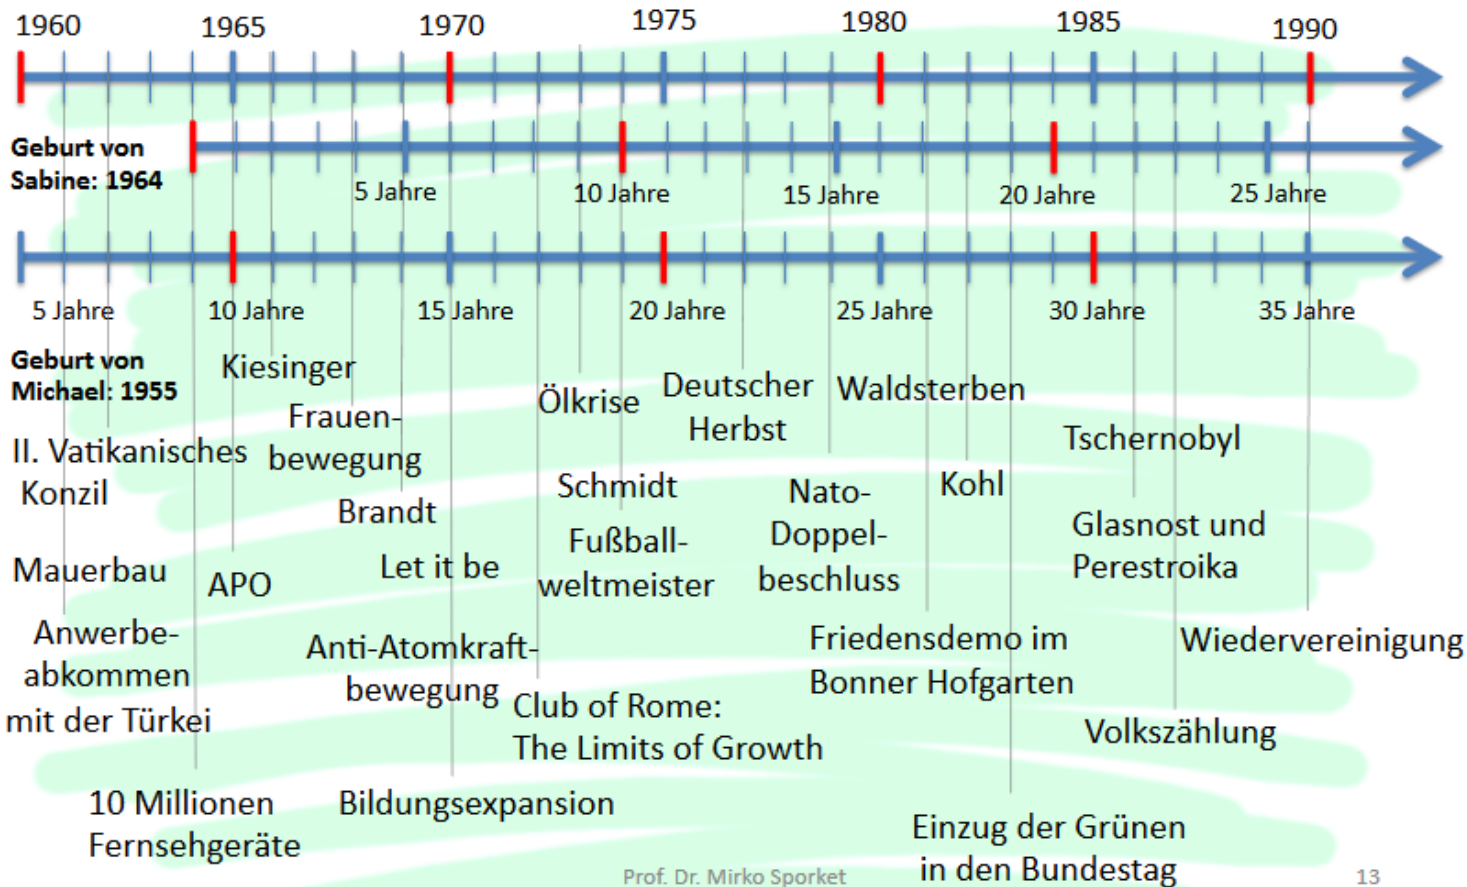 1960
1965
1970
1975
1980
1985
1990
Geburt von
Sabine: 1964
5 Jahre
10 Jahre
15 Jahre
20 Jahre
25 Jahre
5 Jahre
10 Jahre
15 Jahre
20 Jahre
25 Jahre
30 Jahre
35 Jahre
Geburt von
Michael: 1955
Kiesinger
Frauen-
bewegung
Ölkrise
Deutscher
Herbst
Waldsterben
II. Vatikanisches
Konzil
Tschernobyl
Brandt
Schmidt
Nato-
Doppel-
beschluss
Kohl
Glasnost und
Perestroika
Mauerbau
APO
Let it be
Fußball-
weltmeister
Anwerbe-
abkommen
mit der Türkei
Anti-Atomkraft-
bewegung
Club of Rome:
The Limits of Growth
Friedensdemo im
Bonner Hofgarten
Wiedervereinigung
Volkszählung
10 Millionen
Fernsehgeräte
Bildungsexpansion
Einzug der Grünen
in den Bundestag
Prof. Dr. Mirko Sporket
13